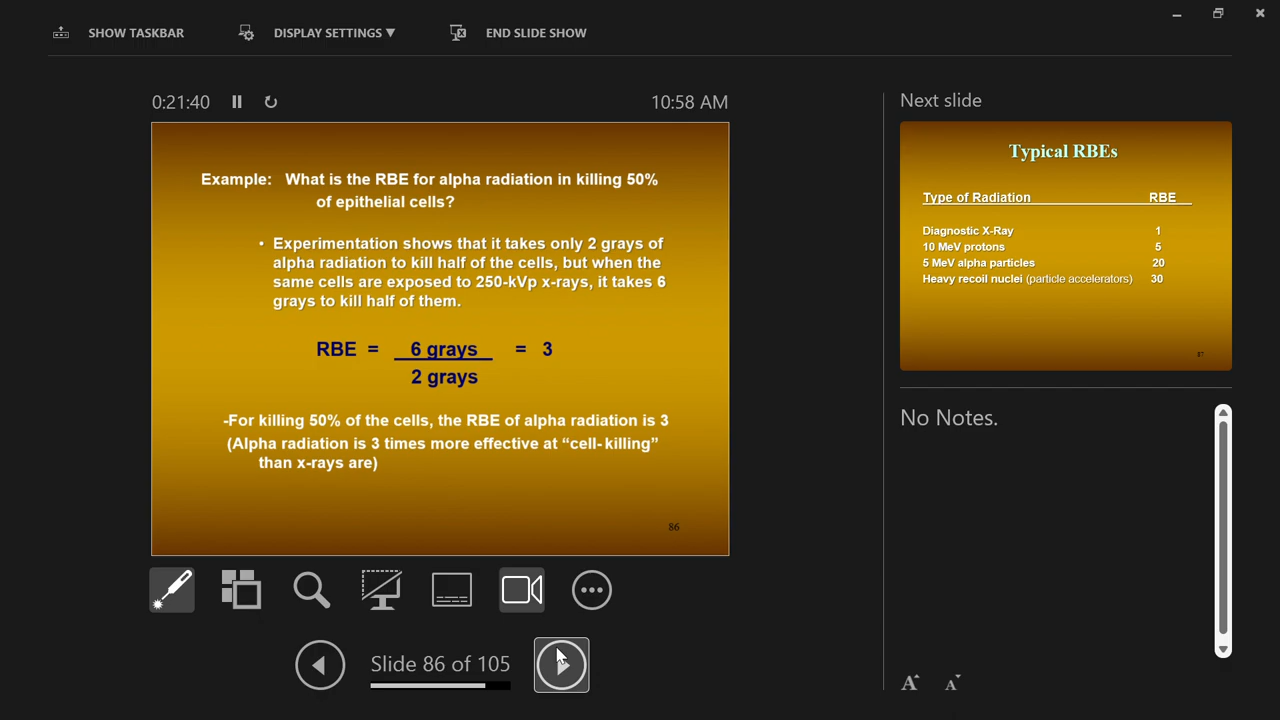 SHOW TASKBAR DISPLAY SETTINGS ▼ END SLIDE SHOW
0:21:40 10:58 AM
Example: What is the RBE for alpha radiation in killing 50%
of epithelial cells?
• Experimentation shows that it takes only 2 grays of
alpha radiation to kill half of the cells, but when the
same cells are exposed to 250-kVp x-rays, it takes 6
grays to kill half of them.
RBE = 6 grays = 3
2 grays
-For killing 50% of the cells, the RBE of alpha radiation is 3
(Alpha radiation is 3 times more effective at “cell-killing”
than x-rays are)
86
Slide 86 of 105
Next slide
Typical RBEs
Type of Radiation RBE
Diagnostic X-Ray 1
10 MeV protons 5
5 MeV alpha particles 20
Heavy recoil nuclei (particle accelerators) 30
87
No Notes.
A A